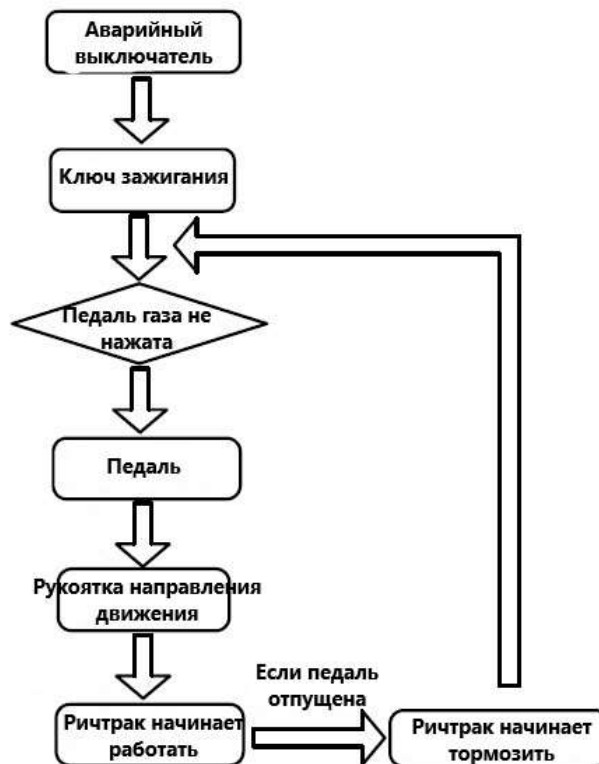 Аварийный
выключатель
Ключ зажигания
Педаль газа не
нажата
Педаль
Рукоятка направления
движения
Ричтрак начинает
работать
Если педаль
отпущена
Ричтрак начинает
тормозить